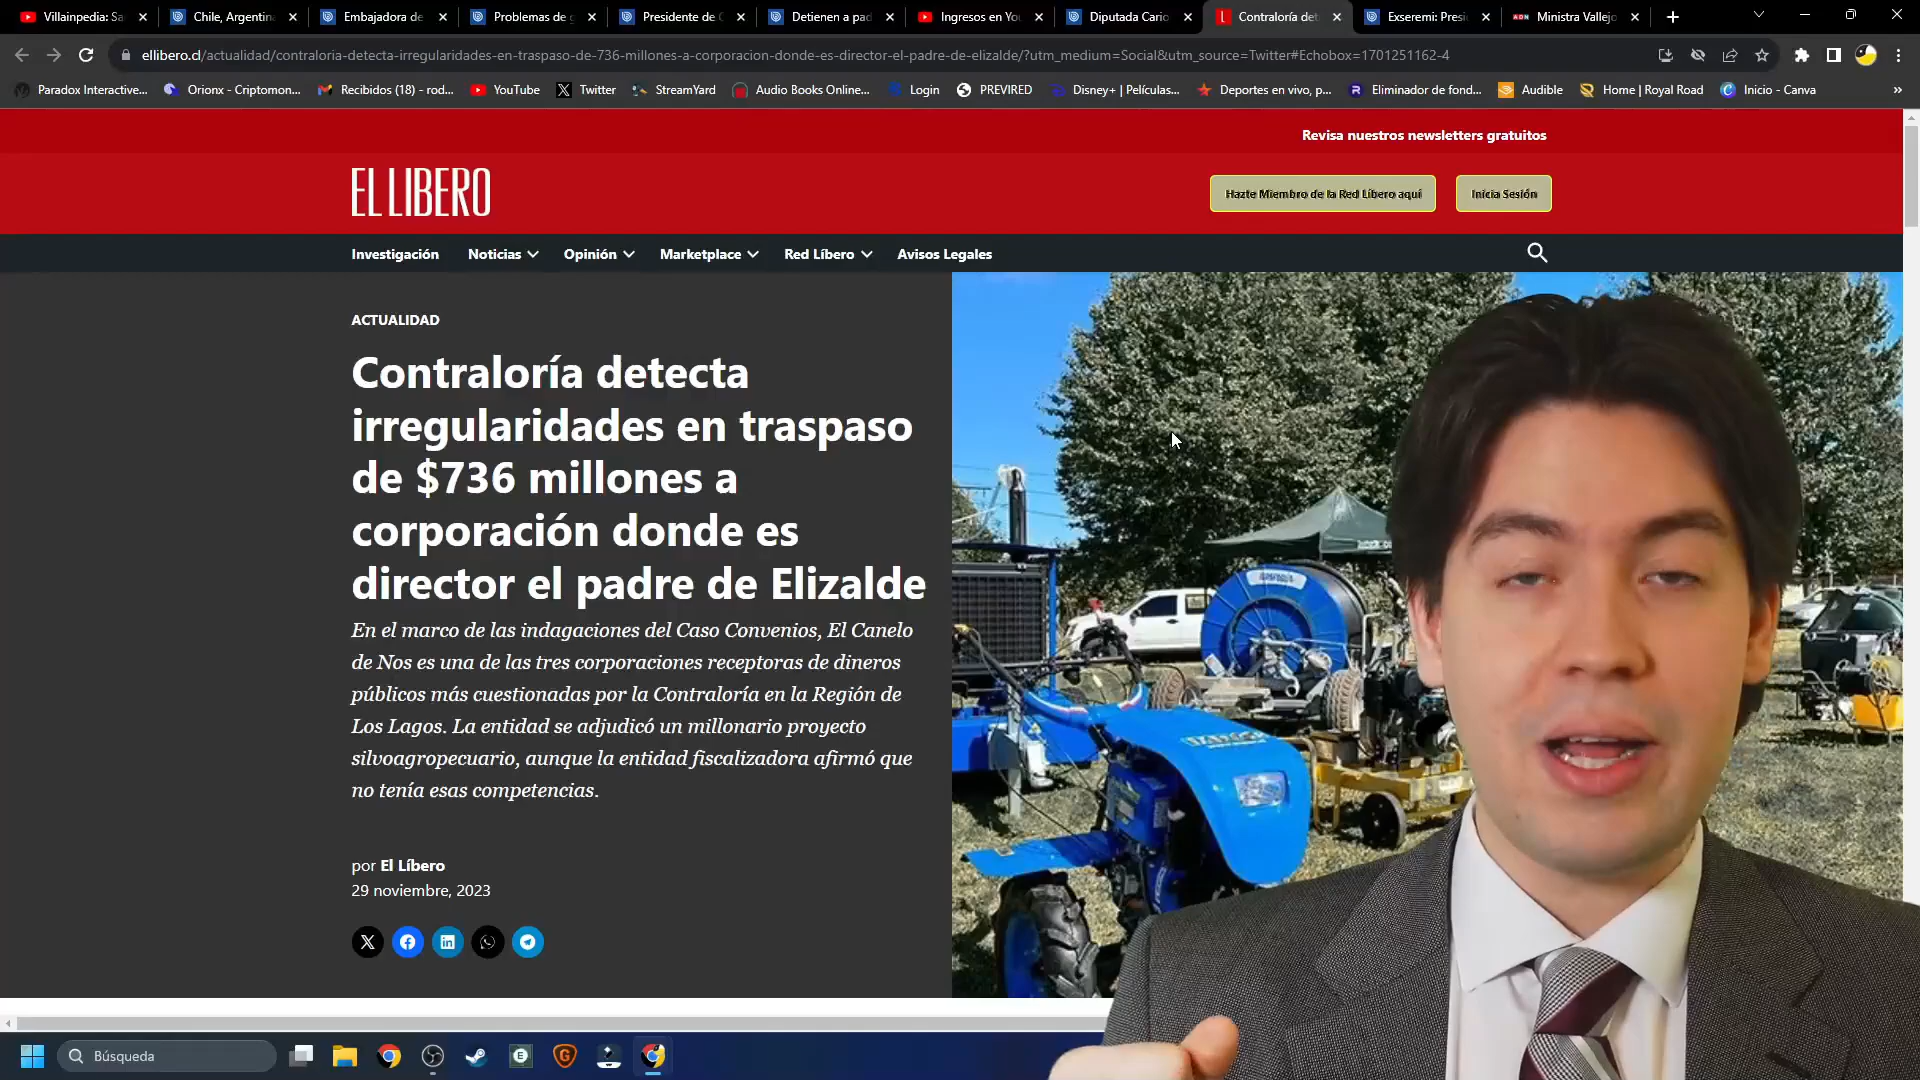 Villainpedia: Sa
Chile, Argentin
Embajadora de
Problemas de g
Presidente de C
Detienen a pad
Ingresos en You
Diputada Cario
Contraloría det
Exseremi: Presi
ADN Ministra Vallejo
ellibero.cl/actualidad/contraloria-detecta-irregularidades-en-traspaso-de-736-millones-a-corporacion-donde-es-director-el-padre-de-elizalde/?utm_medium=Social&utm_source=Twitter#Echobox=1701251162-4
Paradox Interactive...
Orionx - Criptomon...
Recibidos (18) - rod...
YouTube
Twitter
StreamYard
Audio Books Online...
Login
PREVIRED
Disney+ | Películas...
Deportes en vivo, p...
Eliminador de fond...
Audible
Home | Royal Road
Inicio - Canva
Revisa nuestros newsletters gratuitos
EL LIBERO
Hazte Miembro de la Red Líbero aquí
Inicia Sesión
Investigación
Noticias
Opinión
Marketplace
Red Líbero
Avisos Legales
ACTUALIDAD
Contraloría detecta
irregularidades en traspaso
de $736 millones a
corporación donde es
director el padre de Elizalde
En el marco de las indagaciones del Caso Convenios, El Canelo
de Nos es una de las tres corporaciones receptoras de dineros
públicos más cuestionadas por la Contraloría en la Región de
Los Lagos. La entidad se adjudicó un millonario proyecto
silvoagropecuario, aunque la entidad fiscalizadora afirmó que
no tenía esas competencias.
por El Líbero
29 noviembre, 2023
Búsqueda